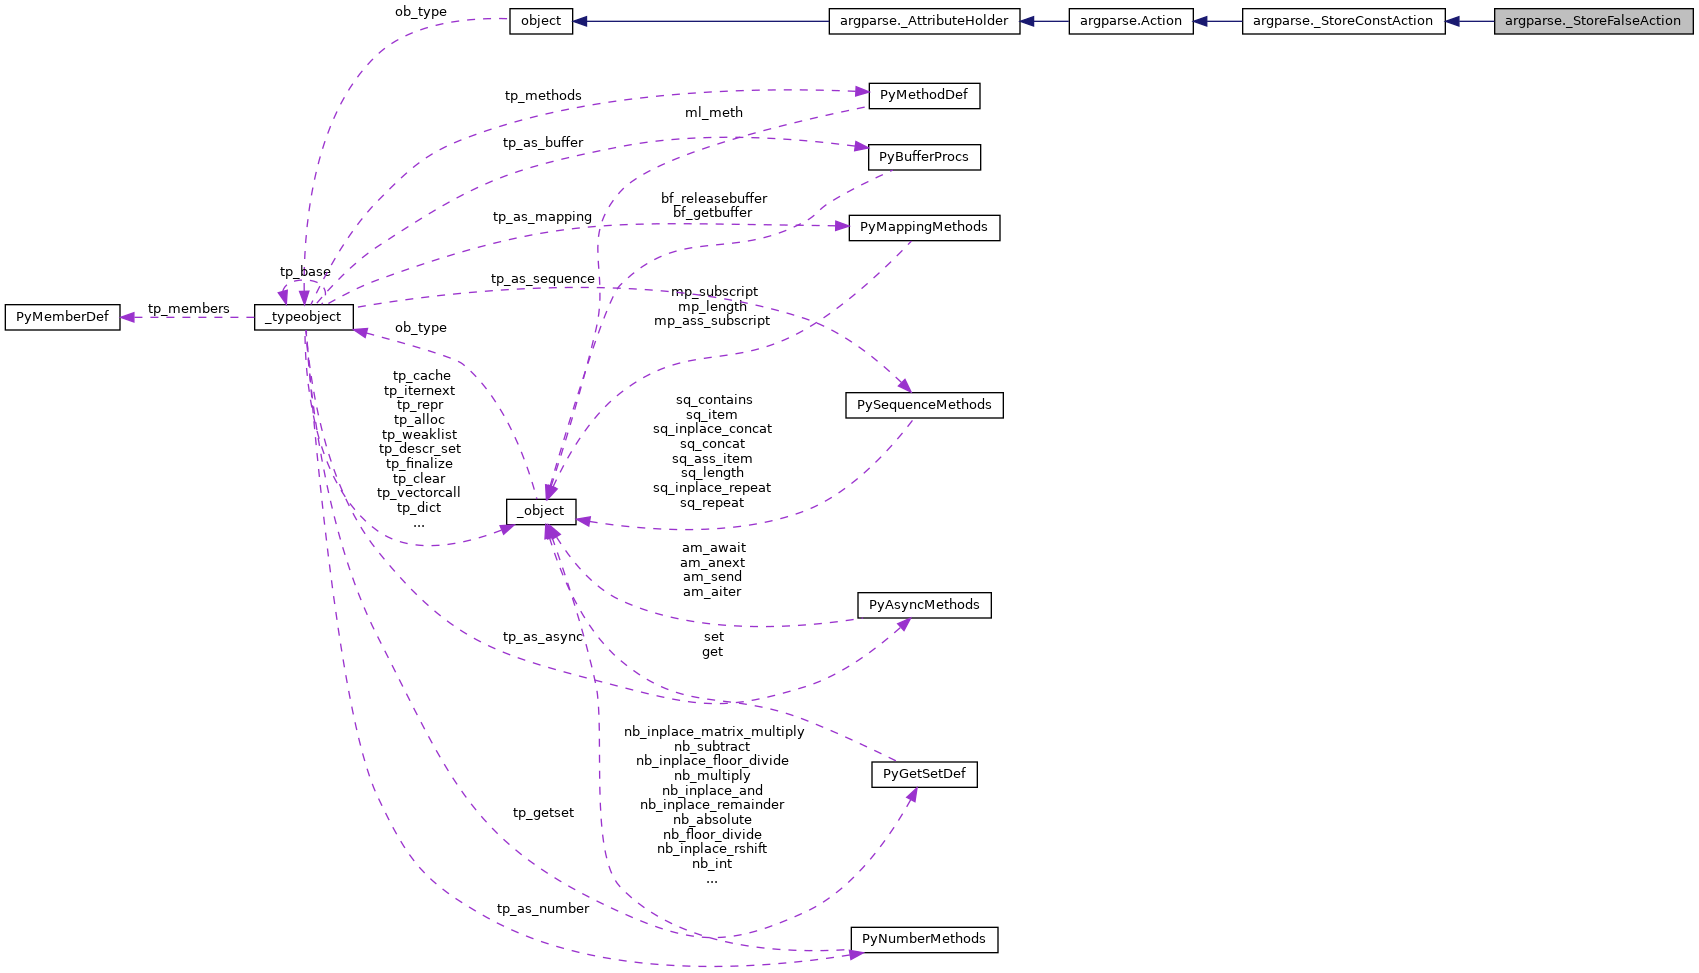 ob_type
object
argparse._AttributeHolder
argparse.Action
argparse._StoreConstAction
argparse._StoreFalseAction
tp_methods
PyMethodDef
ml_meth
tp_as_buffer
PyBufferProcs
bf_releasebuffer
bf_getbuffer
tp_as_mapping
PyMappingMethods
tp_base
tp_as_sequence
mp_subscript
mp_length
mp_ass_subscript
PyMemberDef
tp_members
_typeobject
ob_type
tp_cache
tp_iternext
tp_repr
tp_alloc
tp_weaklist
tp_descr_set
tp_finalize
tp_clear
tp_vectorcall
tp_dict
...
sq_contains
sq_item
sq_inplace_concat
sq_concat
sq_ass_item
sq_length
sq_inplace_repeat
sq_repeat
PySequenceMethods
_object
am_await
am_anext
am_send
am_aiter
PyAsyncMethods
tp_as_async
set
get
nb_inplace_matrix_multiply
nb_subtract
nb_inplace_floor_divide
nb_multiply
nb_inplace_and
nb_inplace_remainder
nb_absolute
nb_floor_divide
nb_inplace_rshift
nb_int
...
PyGetSetDef
tp_getset
tp_as_number
PyNumberMethods